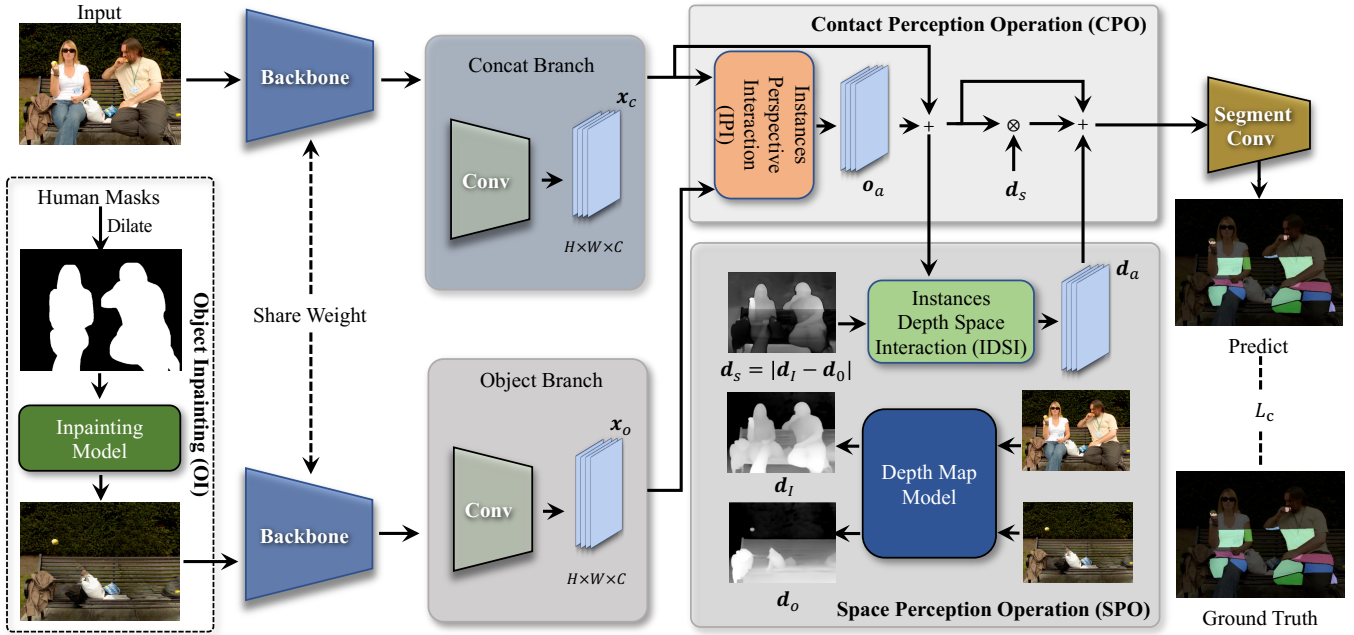 Input
Backbone
Concat Branch
x_c
Conv
H×W×C
Contact Perception Operation (CPO)
Instances
Perspective
Interaction
(IPI)
o_a
+
⊗
d_s
+
Segment
Conv
Human Masks
Dilate
Inpainting
Model
Object Inpainting (OI)
Share Weight
Backbone
Object Branch
x_o
Conv
H×W×C
d_s = |d_I − d_0|
Instances
Depth Space
Interaction (IDSI)
d_a
d_I
Depth Map
Model
d_o
Space Perception Operation (SPO)
Predict
L_c
Ground Truth